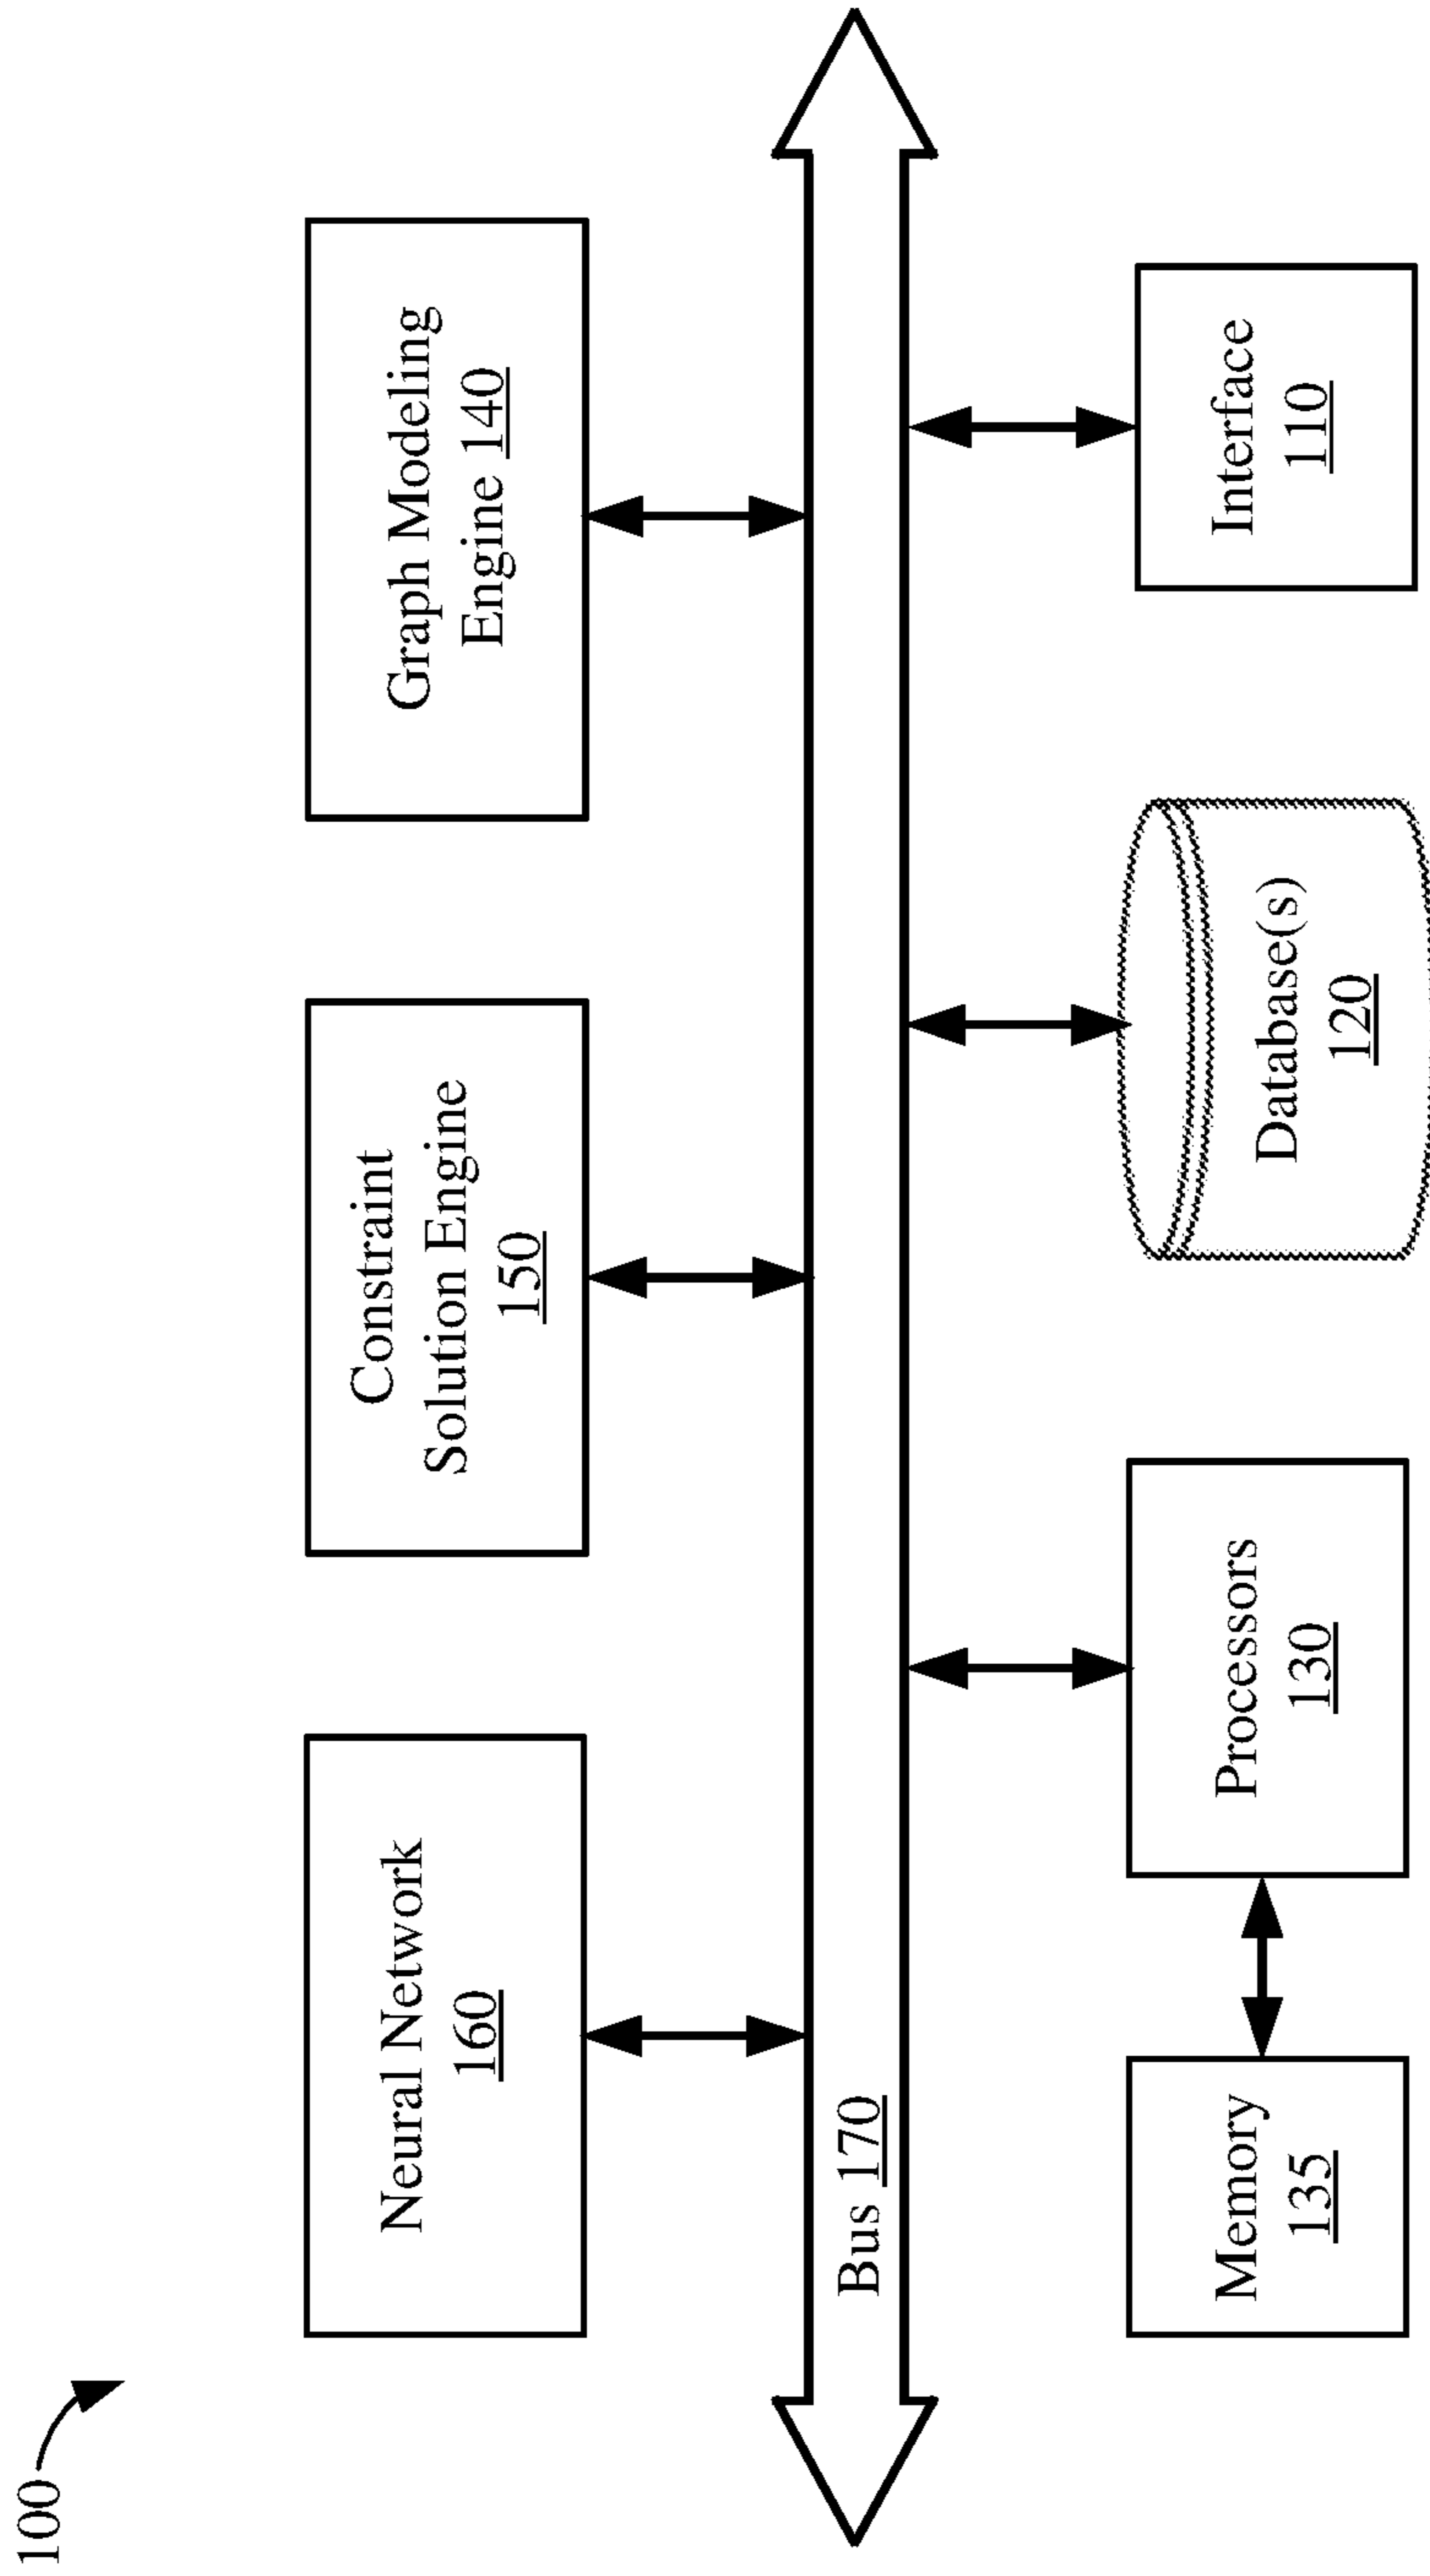 100
Neural Network
160
Constraint
Solution Engine
150
Graph Modeling
Engine 140
Bus 170
Memory
135
Processors
130
Database(s)
120
Interface
110